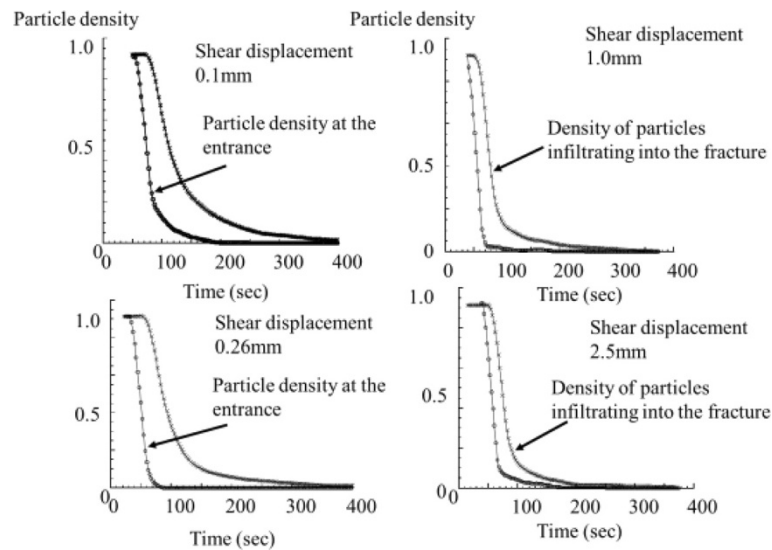 Particle density
1.0
Shear displacement
0.1mm
Particle density at the
entrance
0.5
0
0 100 200 300 400
Time (sec)
Particle density
1.0
Shear displacement
1.0mm
Density of particles
infiltrating into the fracture
0.5
0
0 100 200 300 400
Time (sec)
1.0
Shear displacement
0.26mm
Particle density at the
entrance
0.5
0 100 200 300 400
Time (sec)
1.0
Shear displacement
2.5mm
Density of particles
infiltrating into the fracture
0.5
0
0 100 200 300 400
Time (sec)